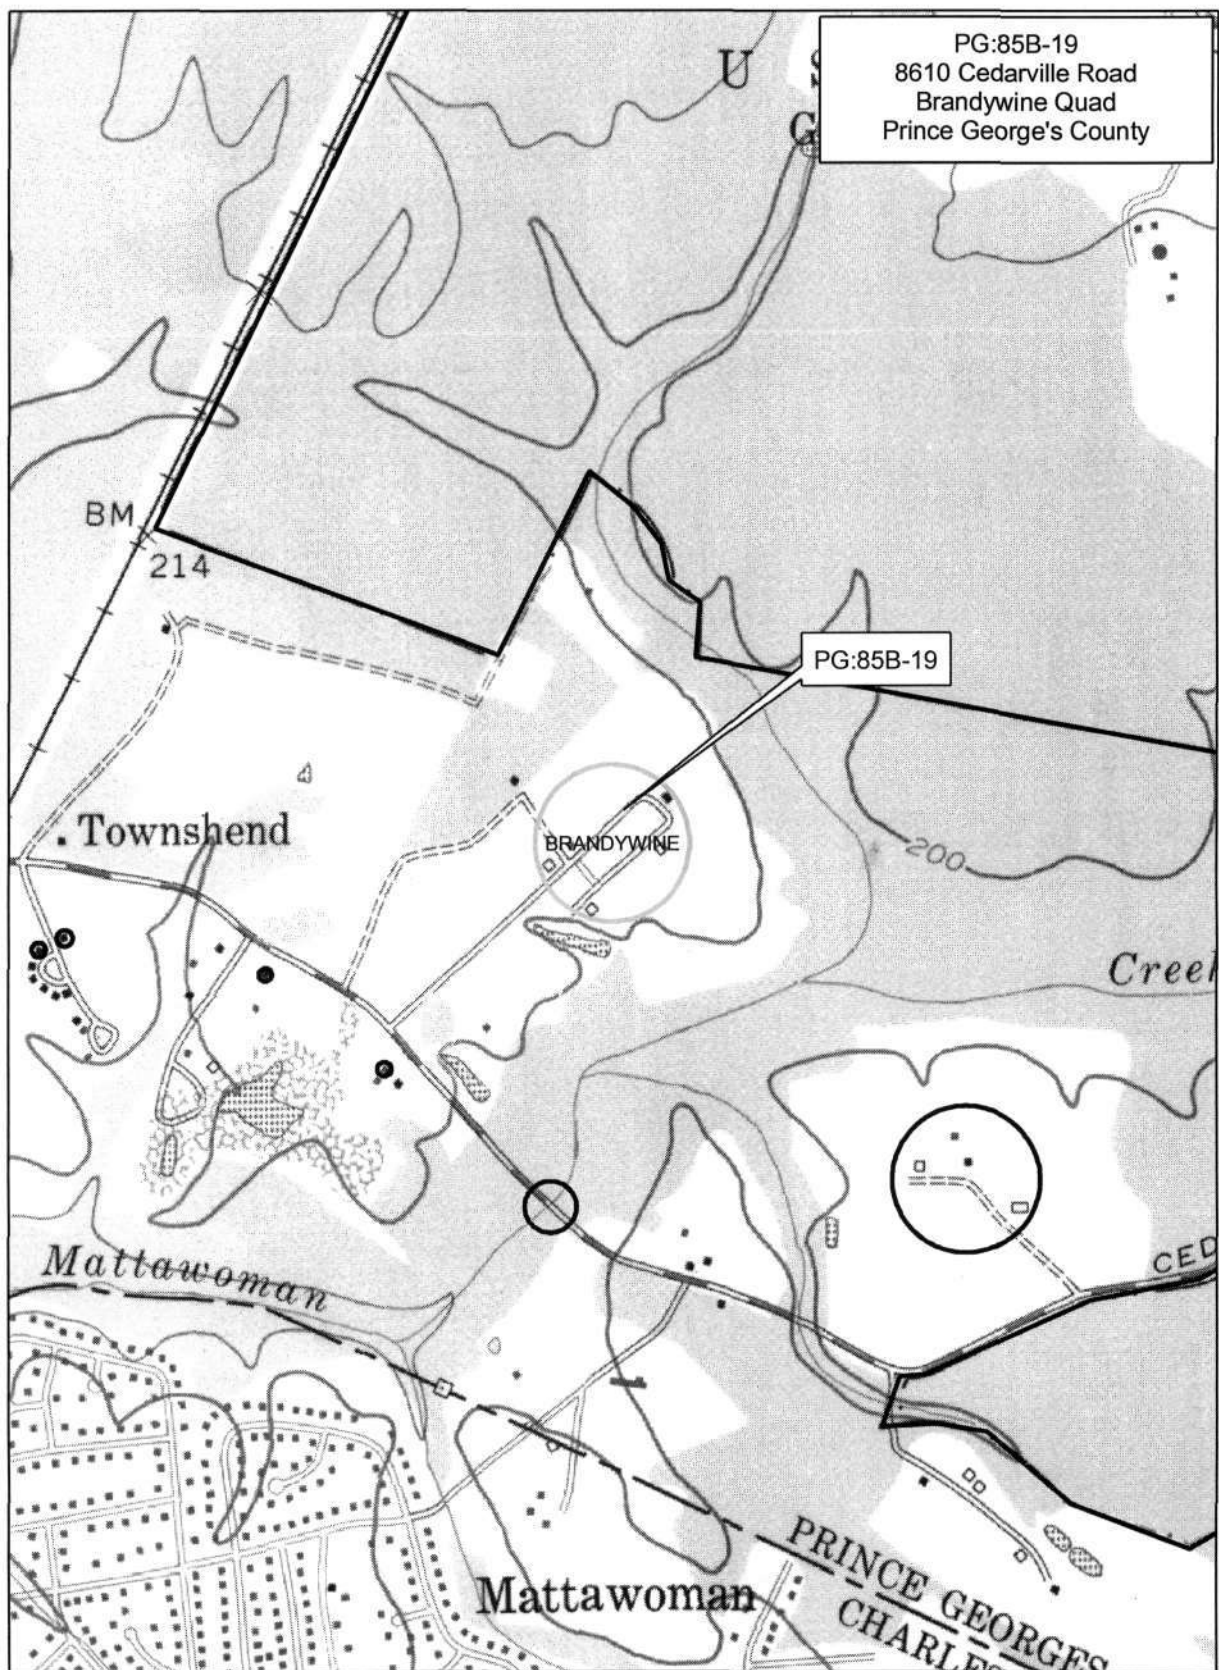 U S
G
PG:85B-19
8610 Cedarville Road
Brandywine Quad
Prince George's County
BM
214
PG:85B-19
Townshend
BRANDYWINE
200
Creek
CED
Mattawoman
Mattawoman
PRINCE GEORGES
CHARLES